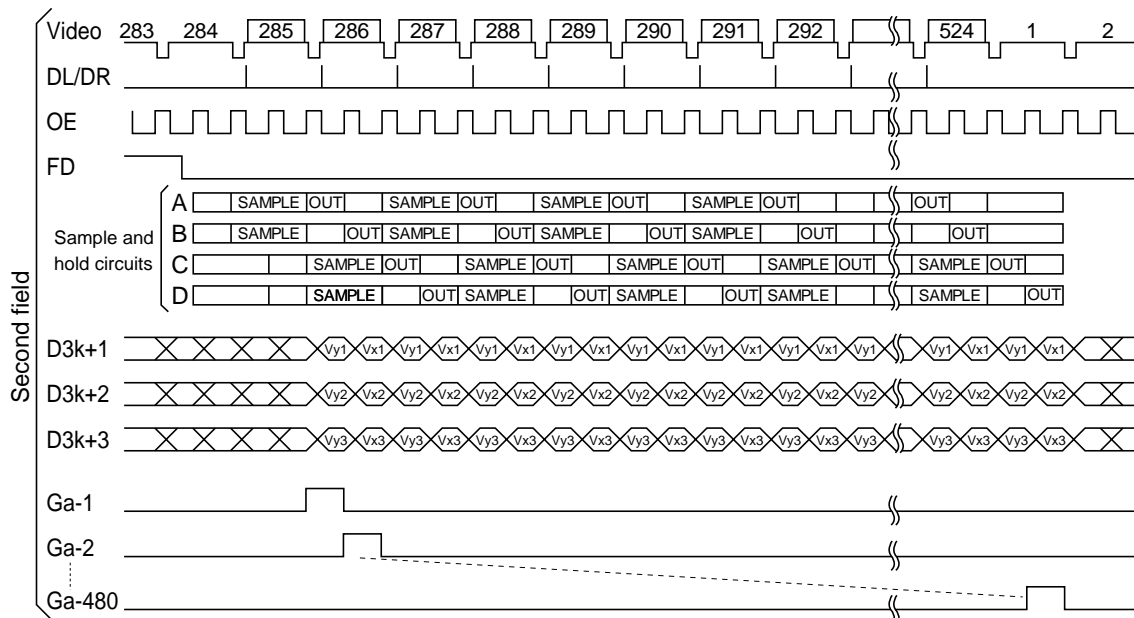 Second field
Video 283 284 285 286 287 288 289 290 291 292 524 1 2
DL/DR
OE
FD
Sample and
hold circuits
A SAMPLE OUT SAMPLE OUT SAMPLE OUT SAMPLE OUT OUT
B SAMPLE OUT SAMPLE OUT SAMPLE OUT SAMPLE OUT OUT
C SAMPLE OUT SAMPLE OUT SAMPLE OUT SAMPLE OUT SAMPLE OUT
D SAMPLE OUT SAMPLE OUT SAMPLE OUT SAMPLE OUT SAMPLE OUT
D3k+1 Vy1 Vx1 Vy1 Vx1 Vy1 Vx1 Vy1 Vx1 Vy1 Vx1 Vy1 Vx1 Vy1 Vx1 Vy1 Vy1 Vx1 Vy1 Vx1
D3k+2 Vy2 Vx2 Vy2 Vx2 Vy2 Vx2 Vy2 Vx2 Vy2 Vx2 Vy2 Vx2 Vy2 Vx2 Vy2 Vy2 Vx2 Vy2 Vx2
D3k+3 Vy3 Vx3 Vy3 Vx3 Vy3 Vx3 Vy3 Vx3 Vy3 Vx3 Vy3 Vx3 Vy3 Vx3 Vy3 Vy3 Vx3 Vy3 Vx3
Ga-1
Ga-2
Ga-480